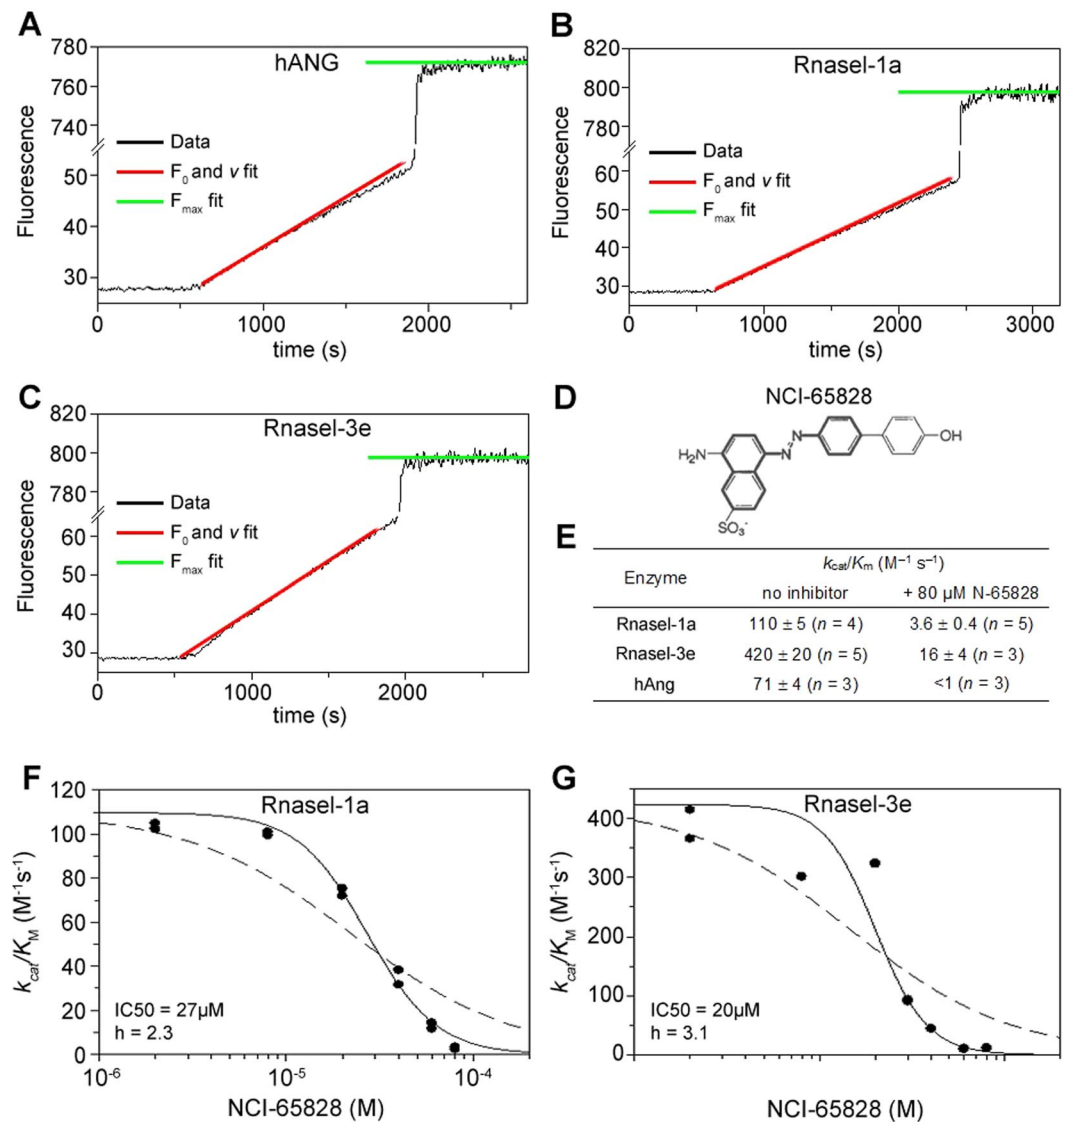 A
hANG
Fluorescence
780
760
740
50
40
30
Data
F₀ and v fit
Fmax fit
0
1000
2000
time (s)
B
Rnasel-1a
Fluorescence
820
800
780
60
50
40
30
Data
F₀ and v fit
Fmax fit
0
1000
2000
3000
time (s)
C
Rnasel-3e
Fluorescence
820
800
780
60
50
40
30
Data
F₀ and v fit
Fmax fit
0
1000
2000
time (s)
D
NCI-65828
H₂N
N
N
OH
SO₃⁻
E
Enzyme
kcat/Km (M⁻¹ s⁻¹)
no inhibitor
+ 80 µM N-65828
Rnasel-1a 110 ± 5 (n = 4) 3.6 ± 0.4 (n = 5)
Rnasel-3e 420 ± 20 (n = 5) 16 ± 4 (n = 3)
hAng 71 ± 4 (n = 3) <1 (n = 3)
F
Rnasel-1a
kcat/KM (M⁻¹s⁻¹)
120
100
80
60
40
20
0
IC50 = 27µM
h = 2.3
10⁻⁶
10⁻⁵
10⁻⁴
NCI-65828 (M)
G
Rnasel-3e
kcat/KM (M⁻¹s⁻¹)
400
300
200
100
0
IC50 = 20µM
h = 3.1
NCI-65828 (M)